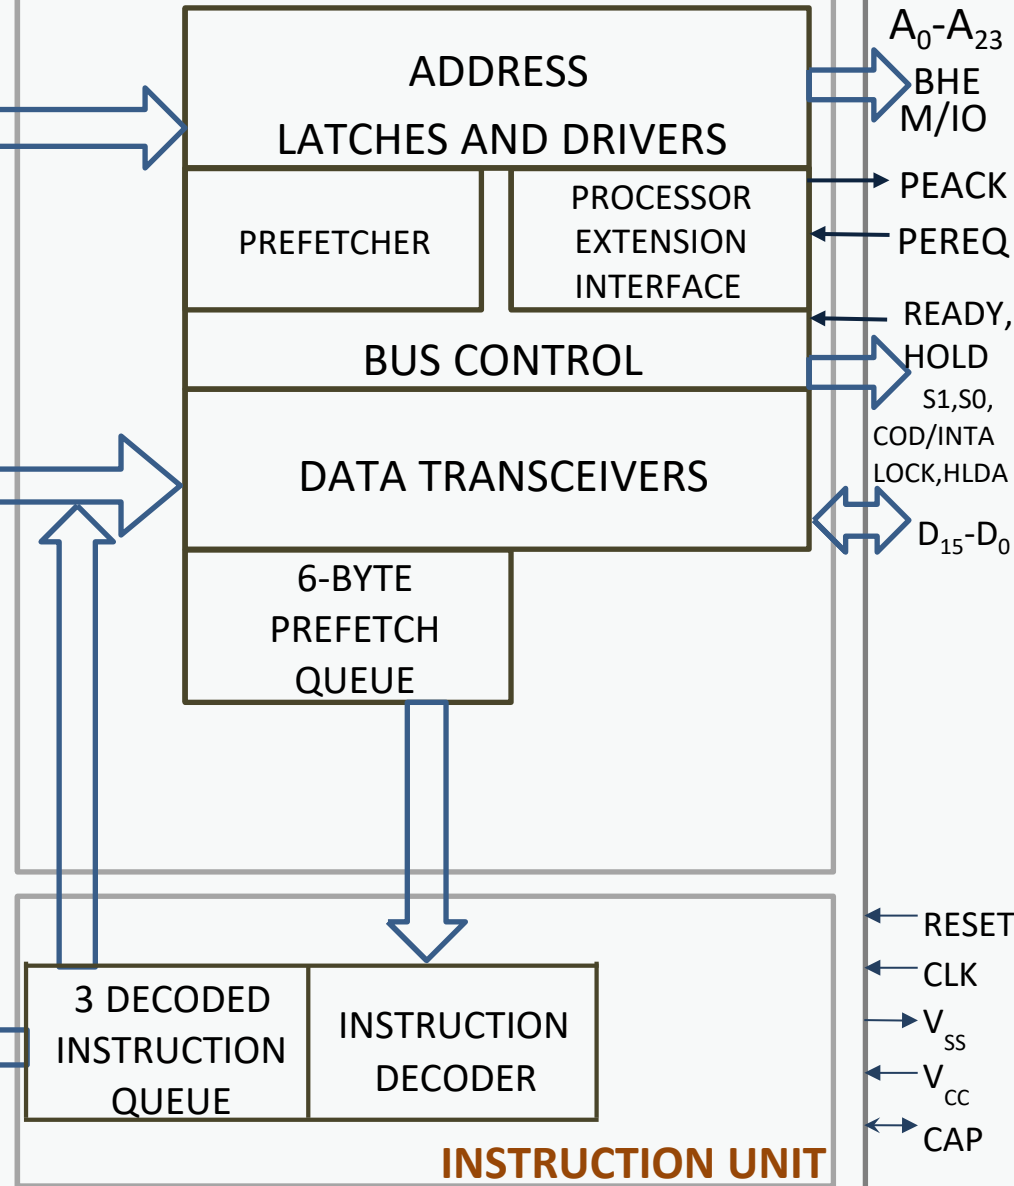 ADDRESS
LATCHES AND DRIVERS
PREFETCHER
PROCESSOR
EXTENSION
INTERFACE
BUS CONTROL
DATA TRANSCEIVERS
6-BYTE
PREFETCH
QUEUE
A0-A23
BHE
M/IO
PEACK
PEREQ
READY,
HOLD
S1,S0,
COD/INTA
LOCK,HLDA
D15-D0
3 DECODED
INSTRUCTION
QUEUE
INSTRUCTION
DECODER
INSTRUCTION UNIT
RESET
CLK
VSS
VCC
CAP